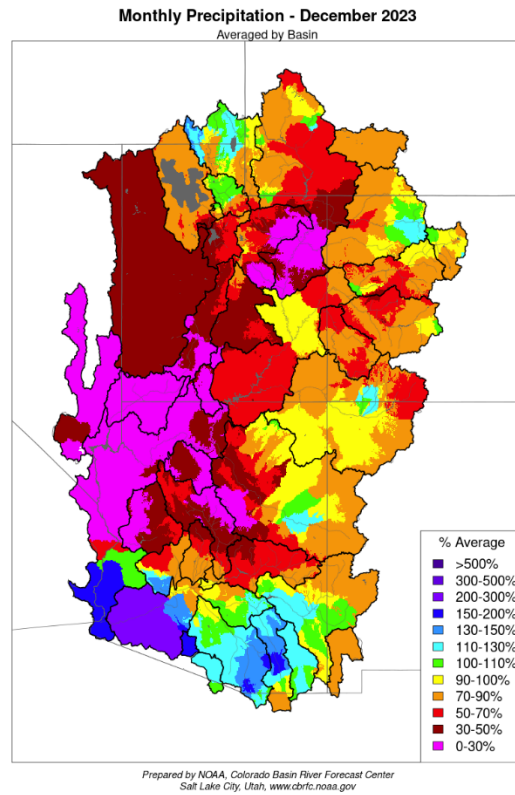 Monthly Precipitation - December 2023
Averaged by Basin
% Average
>500%
300-500%
200-300%
150-200%
130-150%
110-130%
100-110%
90-100%
70-90%
50-70%
30-50%
0-30%
Prepared by NOAA, Colorado Basin River Forecast Center
Salt Lake City, Utah, www.cbrfc.noaa.gov